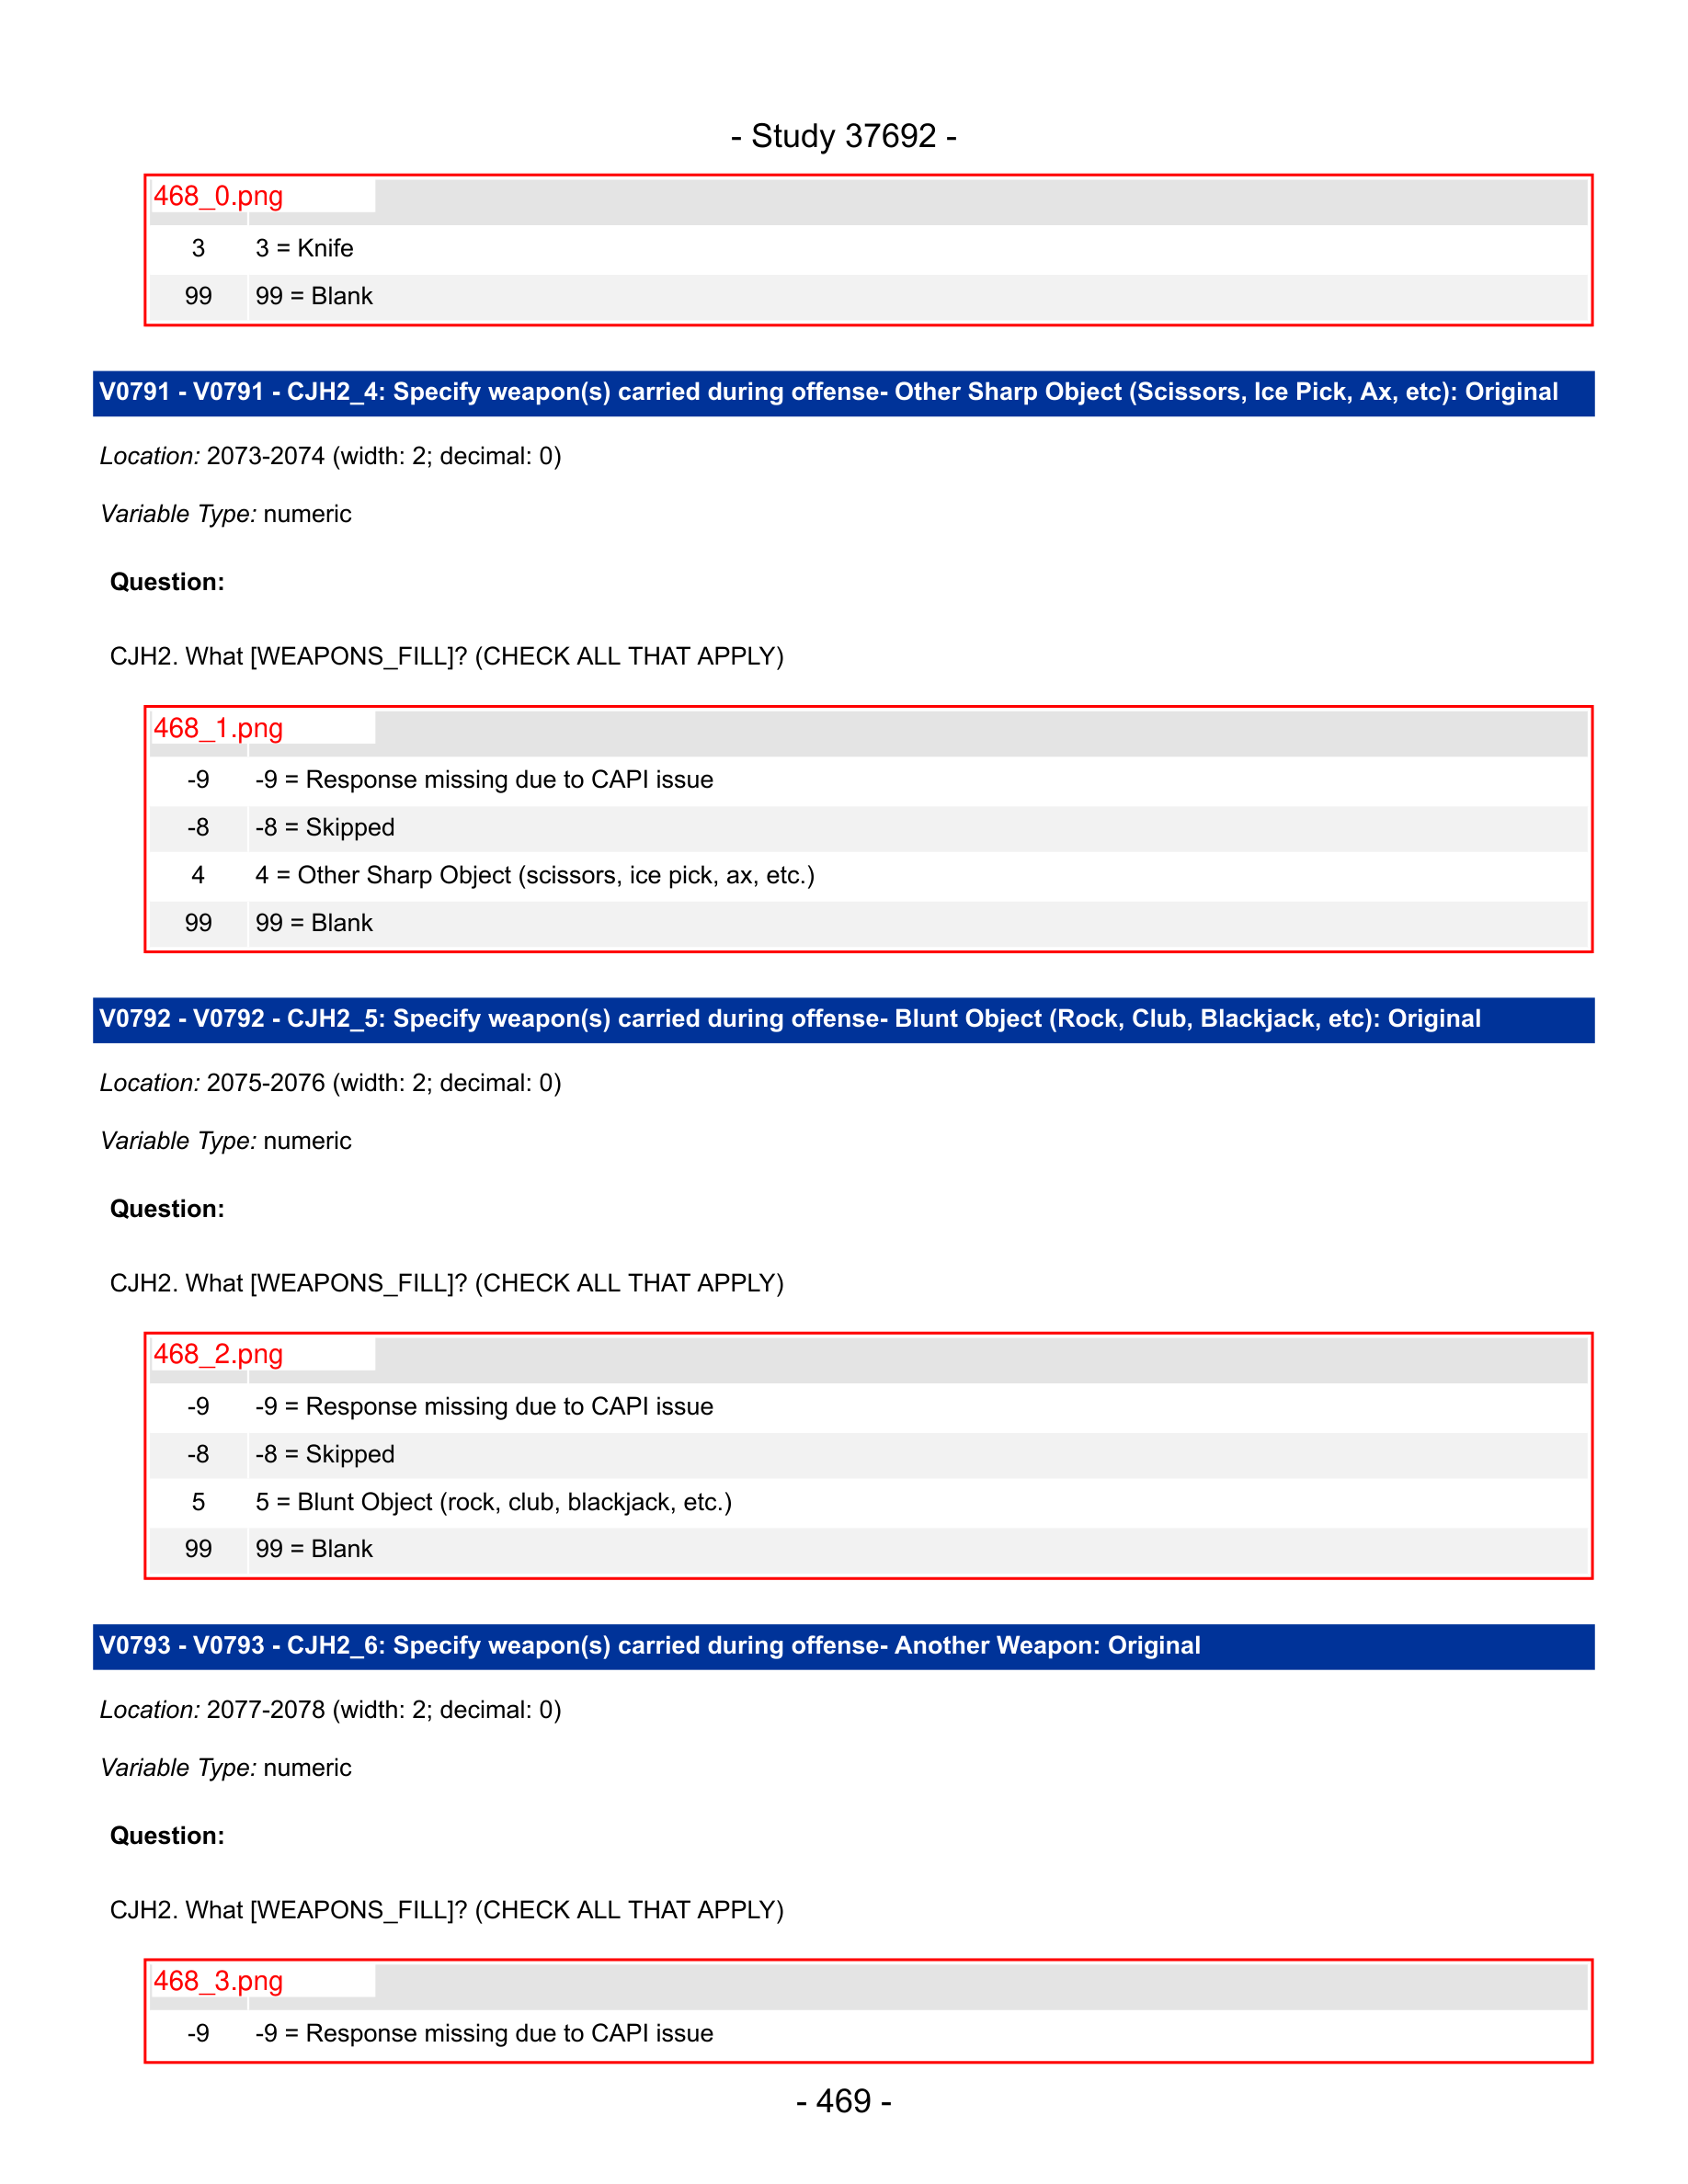 - Study 37692 -
468_0.png
3 3 = Knife
99 99 = Blank
V0791 - V0791 - CJH2_4: Specify weapon(s) carried during offense- Other Sharp Object (Scissors, Ice Pick, Ax, etc): Original
Location: 2073-2074 (width: 2; decimal: 0)
Variable Type: numeric
Question:
CJH2. What [WEAPONS_FILL]? (CHECK ALL THAT APPLY)
468_1.png
-9 -9 = Response missing due to CAPI issue
-8 -8 = Skipped
4 4 = Other Sharp Object (scissors, ice pick, ax, etc.)
99 99 = Blank
V0792 - V0792 - CJH2_5: Specify weapon(s) carried during offense- Blunt Object (Rock, Club, Blackjack, etc): Original
Location: 2075-2076 (width: 2; decimal: 0)
Variable Type: numeric
Question:
CJH2. What [WEAPONS_FILL]? (CHECK ALL THAT APPLY)
468_2.png
-9 -9 = Response missing due to CAPI issue
-8 -8 = Skipped
5 5 = Blunt Object (rock, club, blackjack, etc.)
99 99 = Blank
V0793 - V0793 - CJH2_6: Specify weapon(s) carried during offense- Another Weapon: Original
Location: 2077-2078 (width: 2; decimal: 0)
Variable Type: numeric
Question:
CJH2. What [WEAPONS_FILL]? (CHECK ALL THAT APPLY)
468_3.png
-9 -9 = Response missing due to CAPI issue
- 469 -